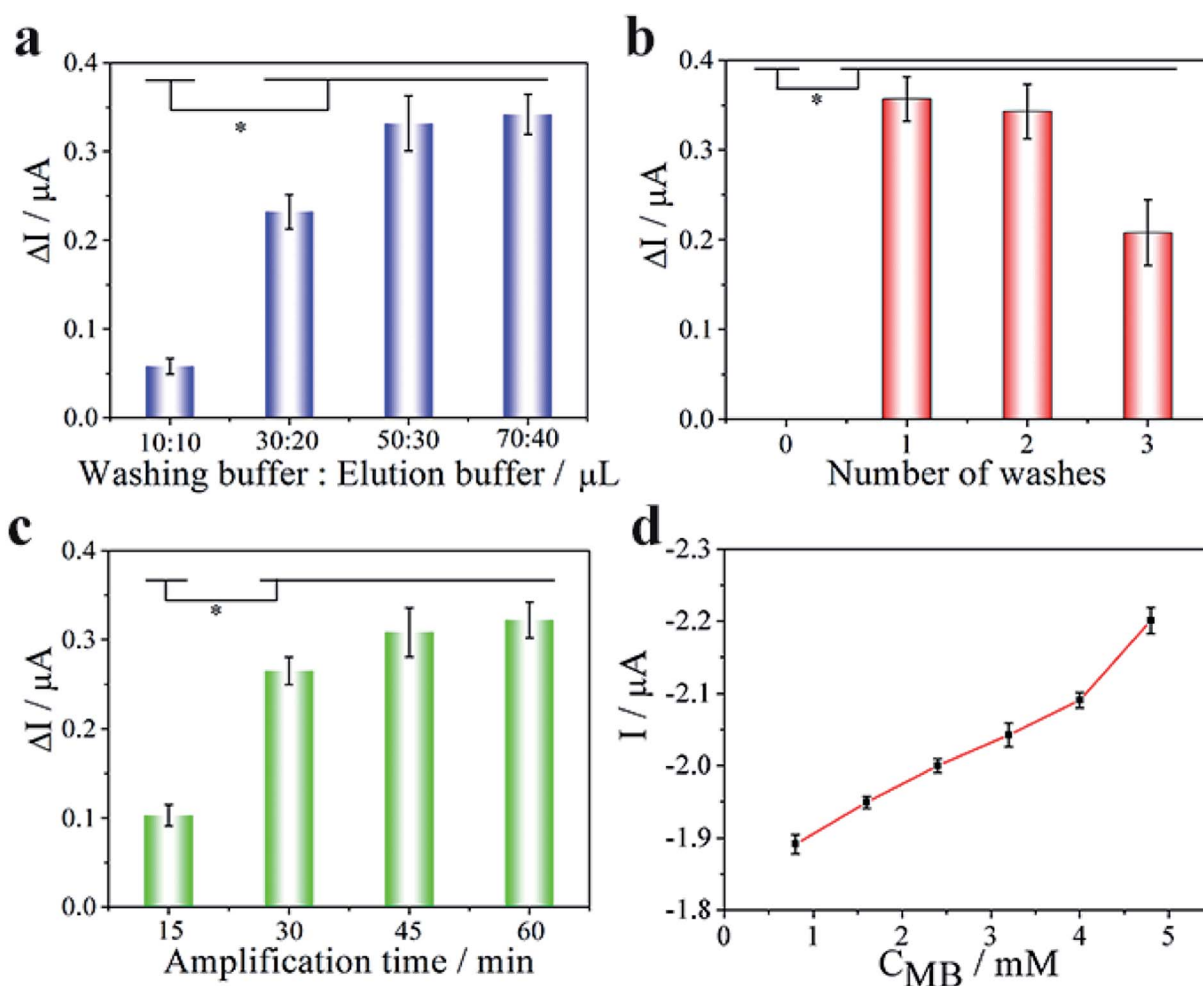 a
0.4
0.3
0.2
0.1
0.0
ΔI / μA
*
10:10 30:20 50:30 70:40
Washing buffer : Elution buffer / μL
b
0.4
0.3
0.2
0.1
0.0
ΔI / μA
*
0 1 2 3
Number of washes
c
0.4
0.3
0.2
0.1
0.0
ΔI / μA
*
15 30 45 60
Amplification time / min
d
-2.3
-2.2
-2.1
-2.0
-1.9
-1.8
I / μA
0 1 2 3 4 5
CMB / mM